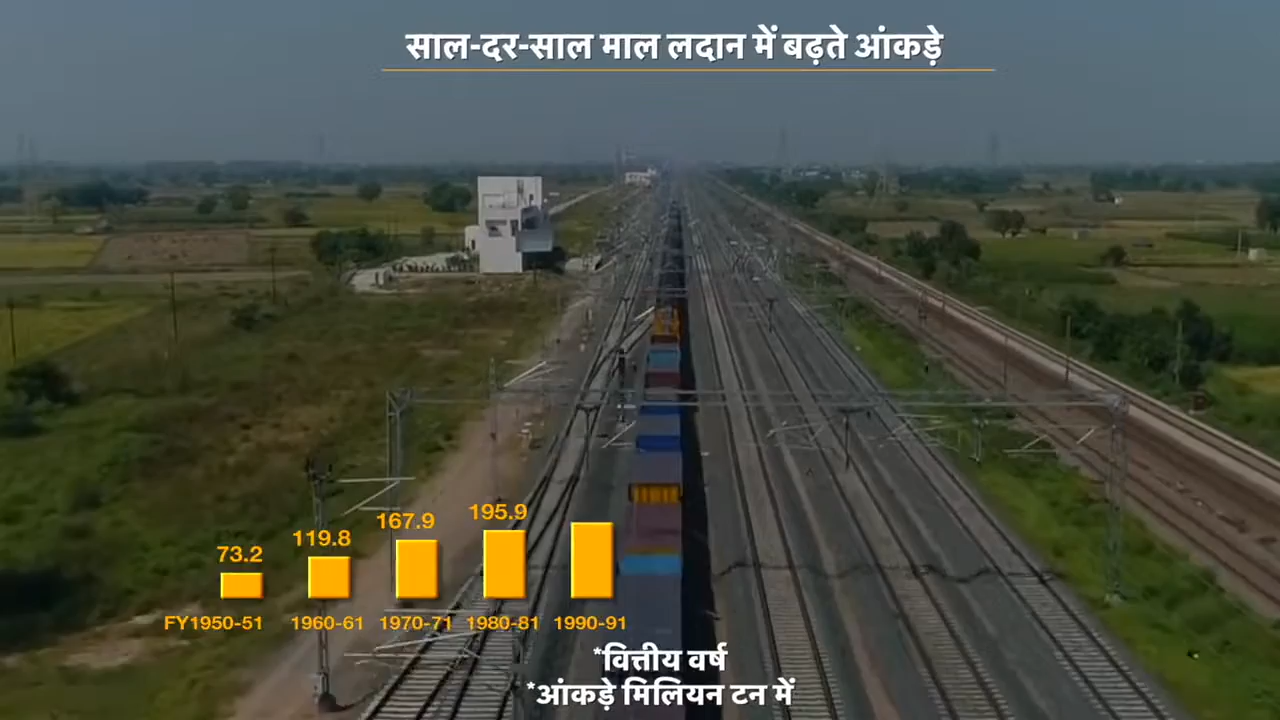 साल-दर-साल माल लदान में बढ़ते आंकड़े
195.9
167.9
119.8
73.2
FY1950-51 1960-61 1970-71 1980-81 1990-91
*वित्तीय वर्ष
*आंकड़े मिलियन टन में